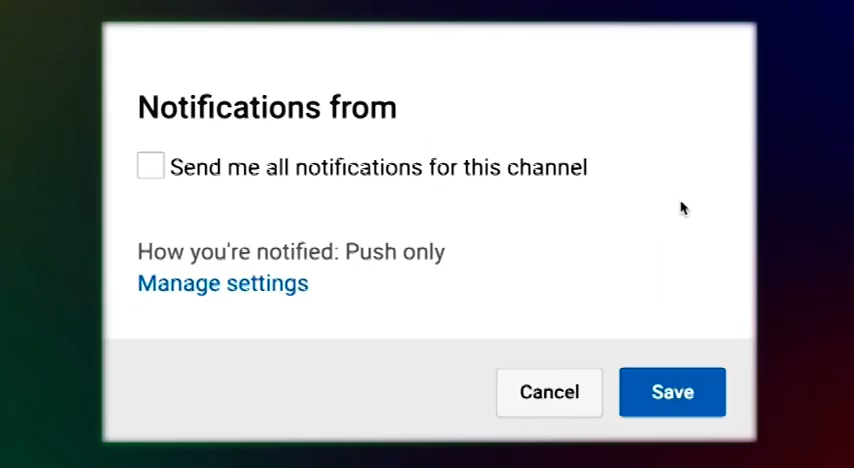 Notifications from
Send me all notifications for this channel
How you're notified: Push only
Manage settings
Cancel
Save